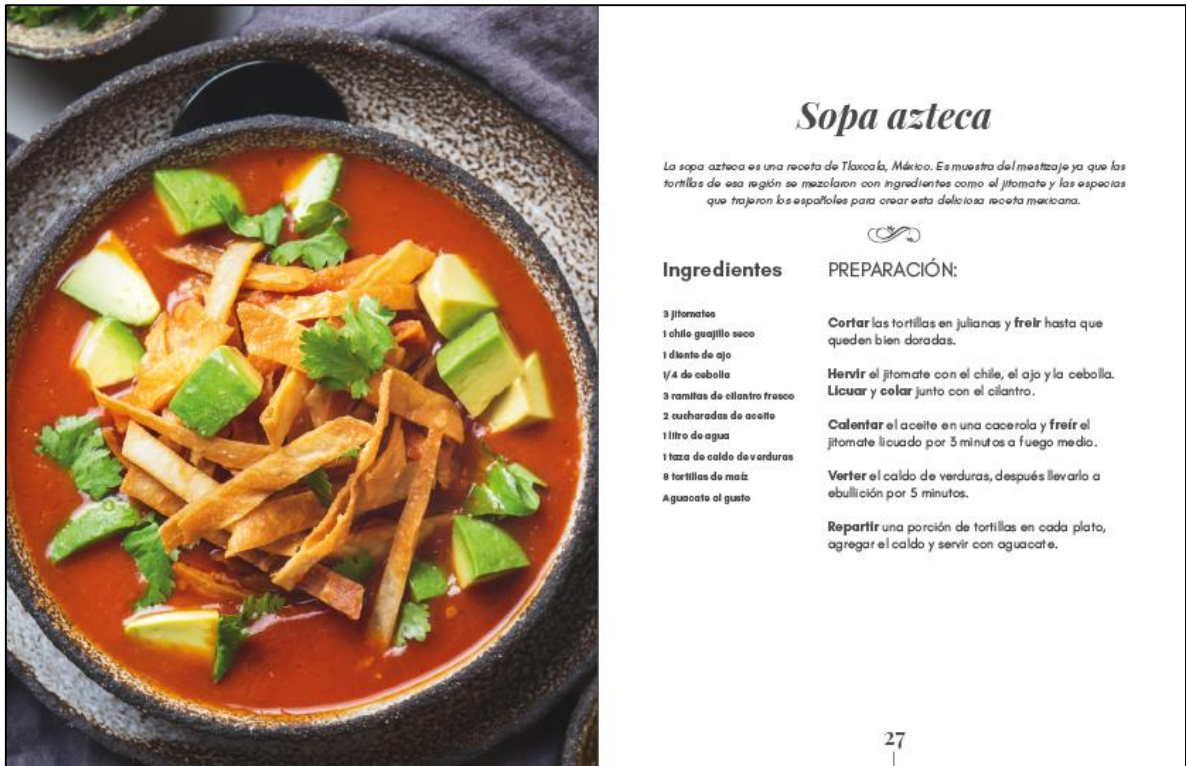 Sopa azteca
La sopa azteca es una receta de Tlaxcala, México. Es muestra del mestizaje ya que las
tortillas de esa región se mezclaron con ingredientes como el jitomate y las especias
que trajeron los españoles para crear esta deliciosa receta mexicana.
Ingredientes
3 jitomates
1 chile guajillo seco
1 diente de ajo
1/4 de cebolla
3 ramitas de cilantro fresco
2 cucharadas de aceite
1 litro de agua
1 taza de caldo de verduras
8 tortillas de maíz
Aguacate al gusto
PREPARACIÓN:
Cortar las tortillas en julianas y freir hasta que
queden bien doradas.
Hervir el jitomate con el chile, el ajo y la cebolla.
Licuar y colar junto con el cilantro.
Calentar el aceite en una cacerola y freír el
jitomate licuado por 3 minutos a fuego medio.
Verter el caldo de verduras, después llevarlo a
ebullición por 5 minutos.
Repartir una porción de tortillas en cada plato,
agregar el caldo y servir con aguacate.
27